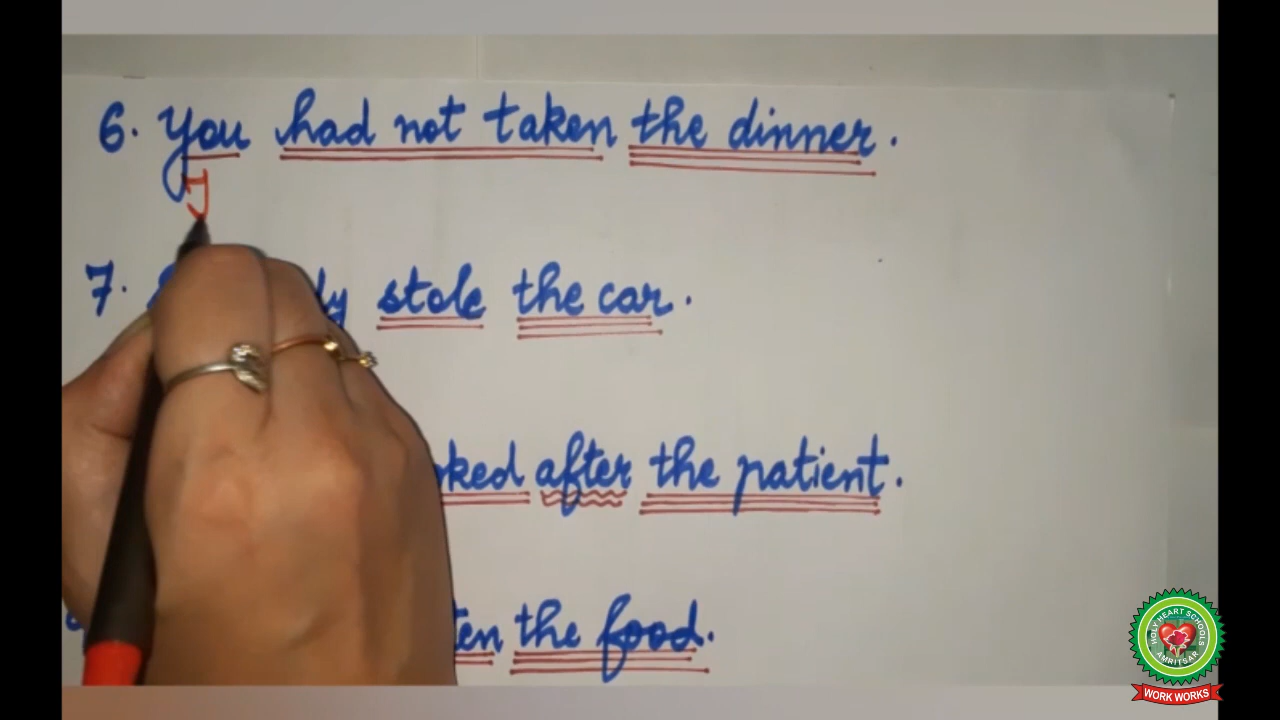 6. You had not taken the dinner.
7. stole the car.
after the patient.
the food.
HOLY HEART SCHOOLS
AMRITSAR
WORK WORKS